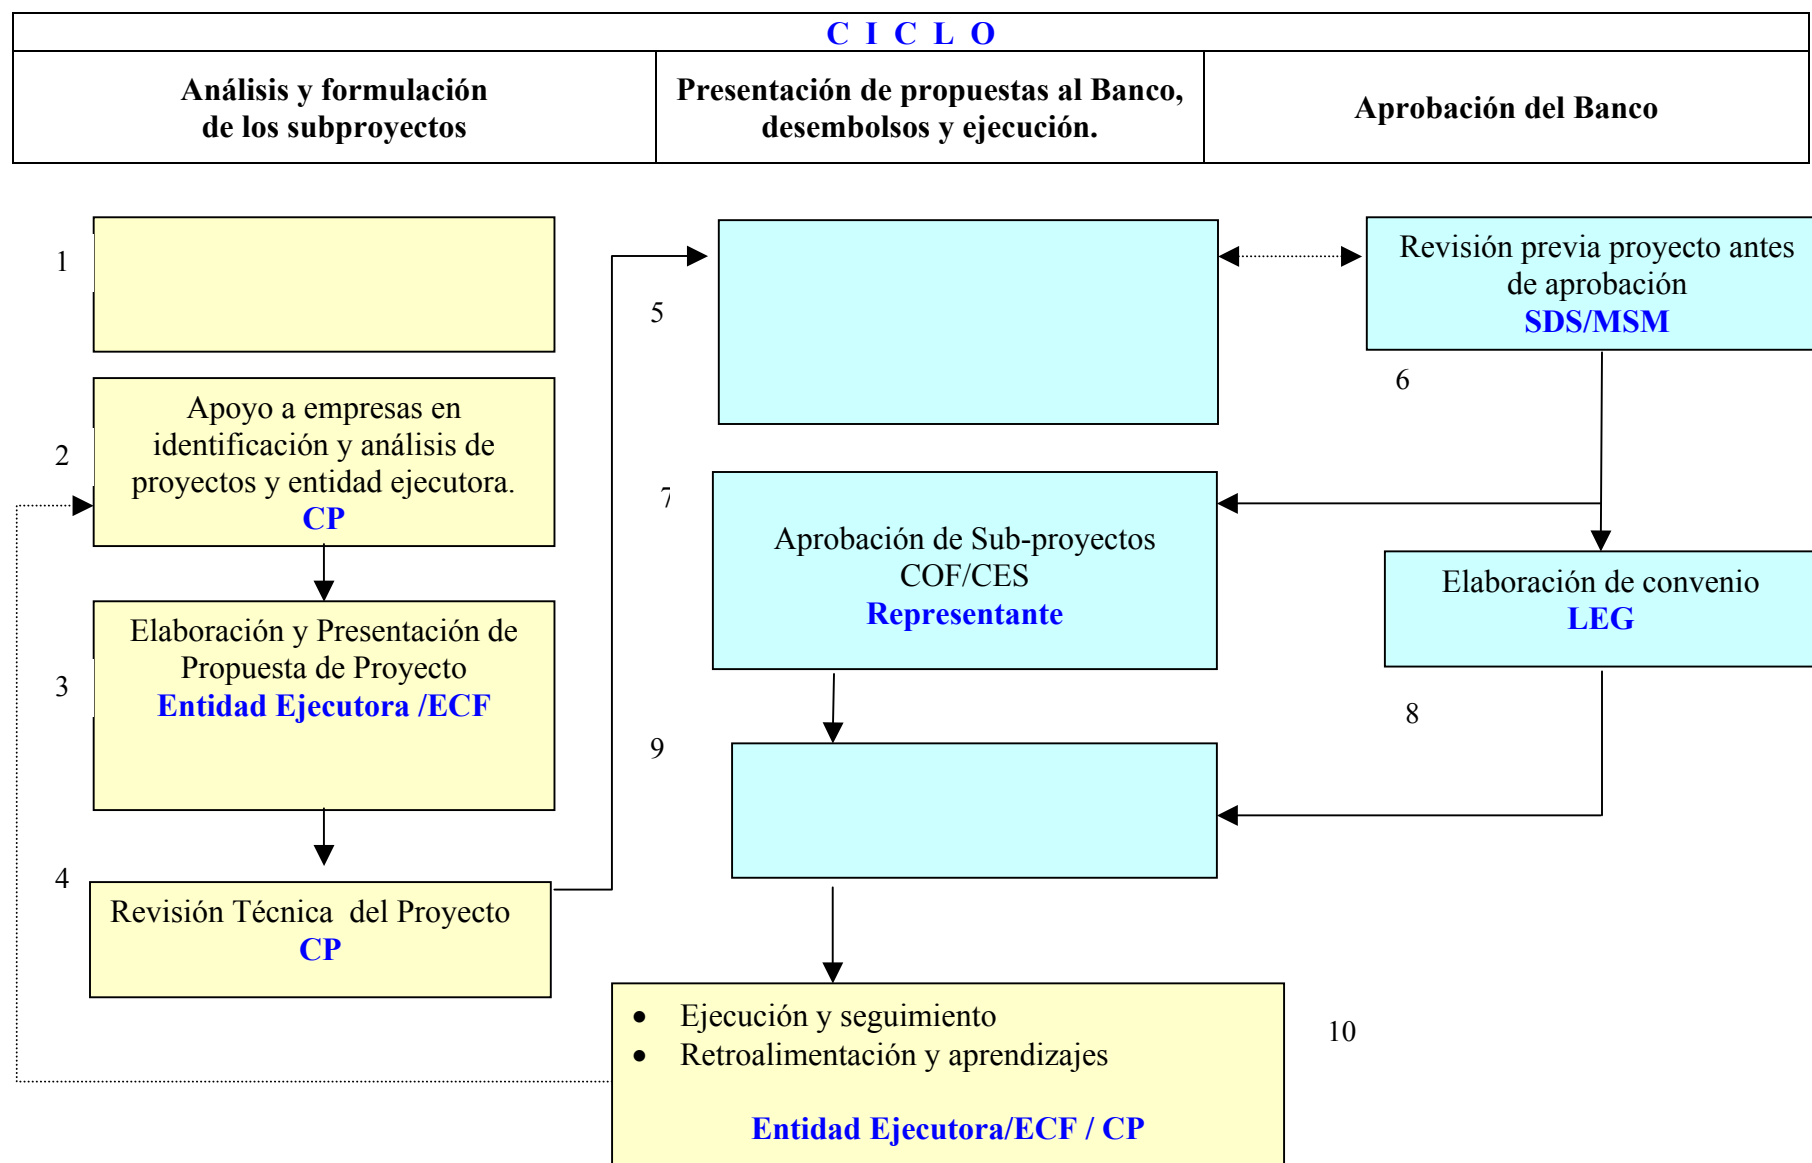 C I C L O
Análisis y formulación
de los subproyectos
Presentación de propuestas al Banco,
desembolsos y ejecución.
Aprobación del Banco
1
2
Apoyo a empresas en
identificación y análisis de
proyectos y entidad ejecutora.
CP
3
Elaboración y Presentación de
Propuesta de Proyecto
Entidad Ejecutora /ECF
4
Revisión Técnica  del Proyecto
CP
5
Revisión previa proyecto antes
de aprobación
SDS/MSM
6
7
Aprobación de Sub-proyectos
COF/CES
Representante
Elaboración de convenio
LEG
8
9
• Ejecución y seguimiento
• Retroalimentación y aprendizajes
Entidad Ejecutora/ECF / CP
10